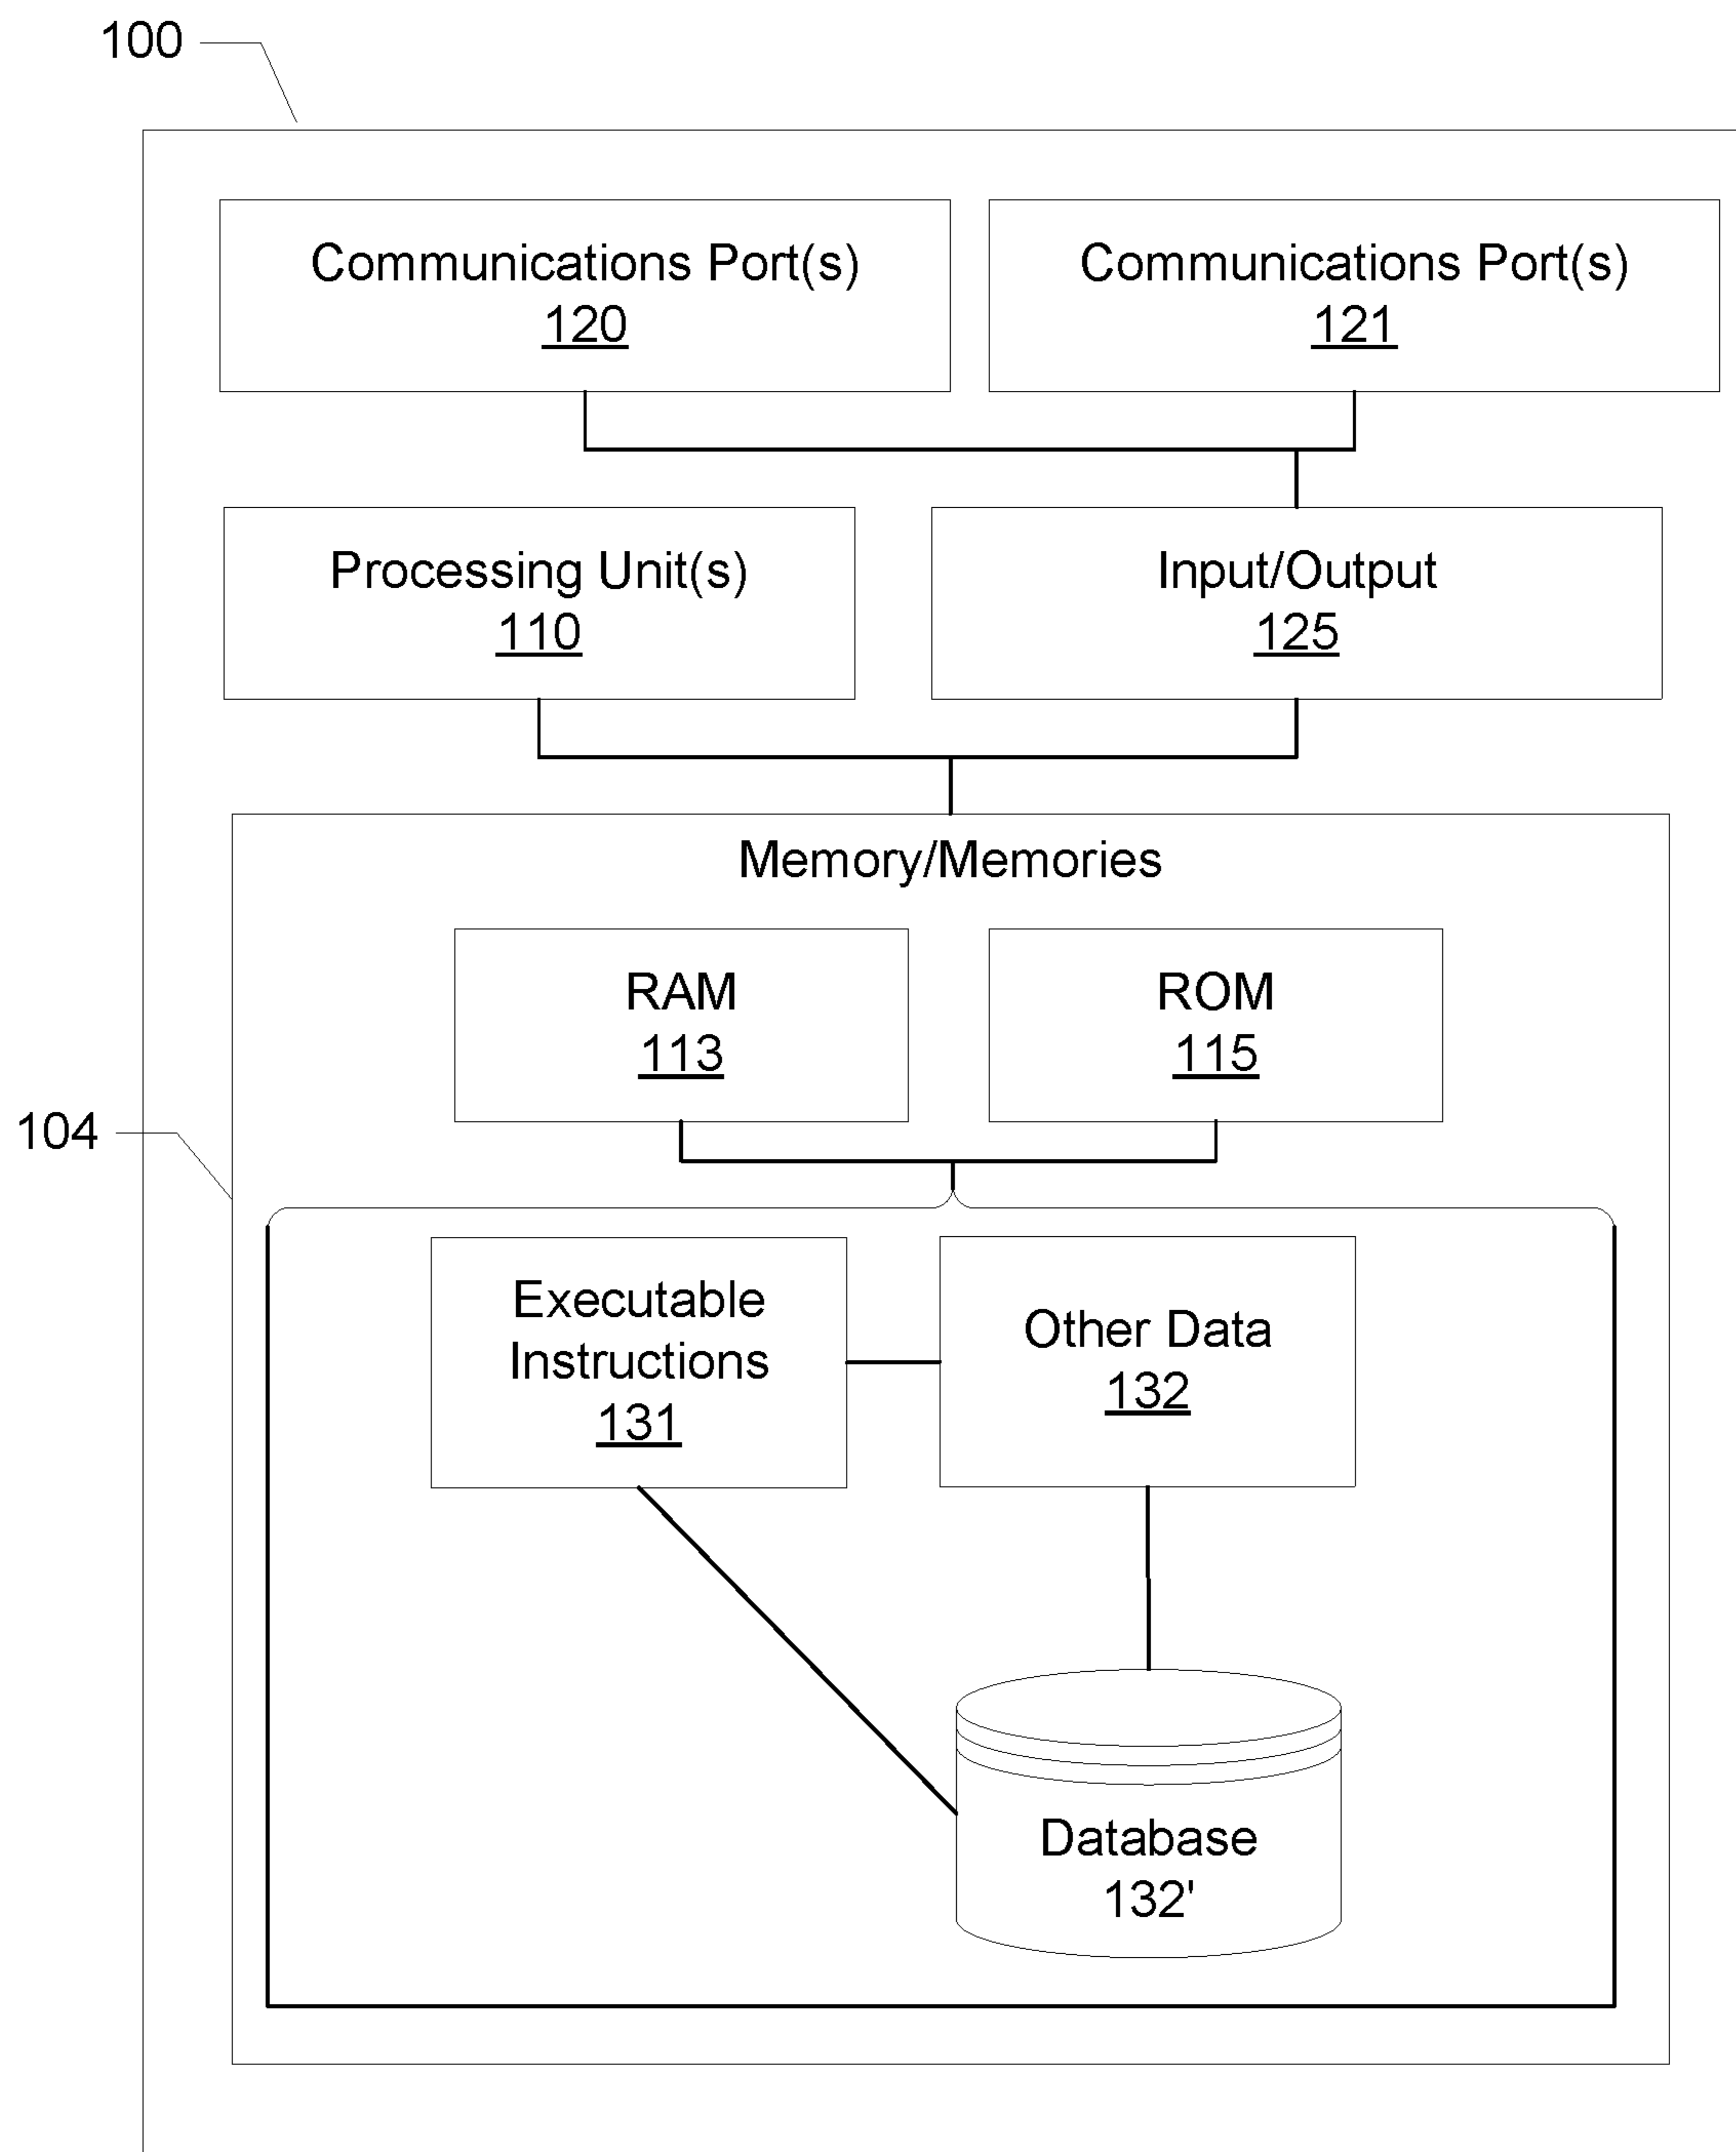 100
Communications Port(s)
120
Communications Port(s)
121
Processing Unit(s)
110
Input/Output
125
Memory/Memories
RAM
113
ROM
115
104
Executable
Instructions
131
Other Data
132
Database
132'